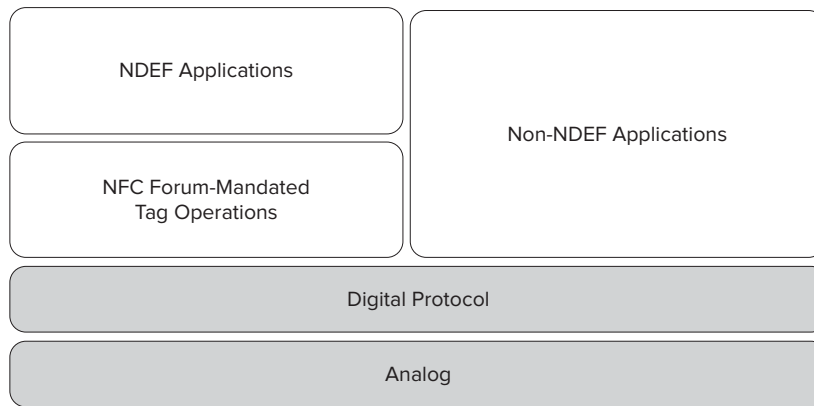 NDEF Applications
Non-NDEF Applications
NFC Forum-Mandated
Tag Operations
Digital Protocol
Analog